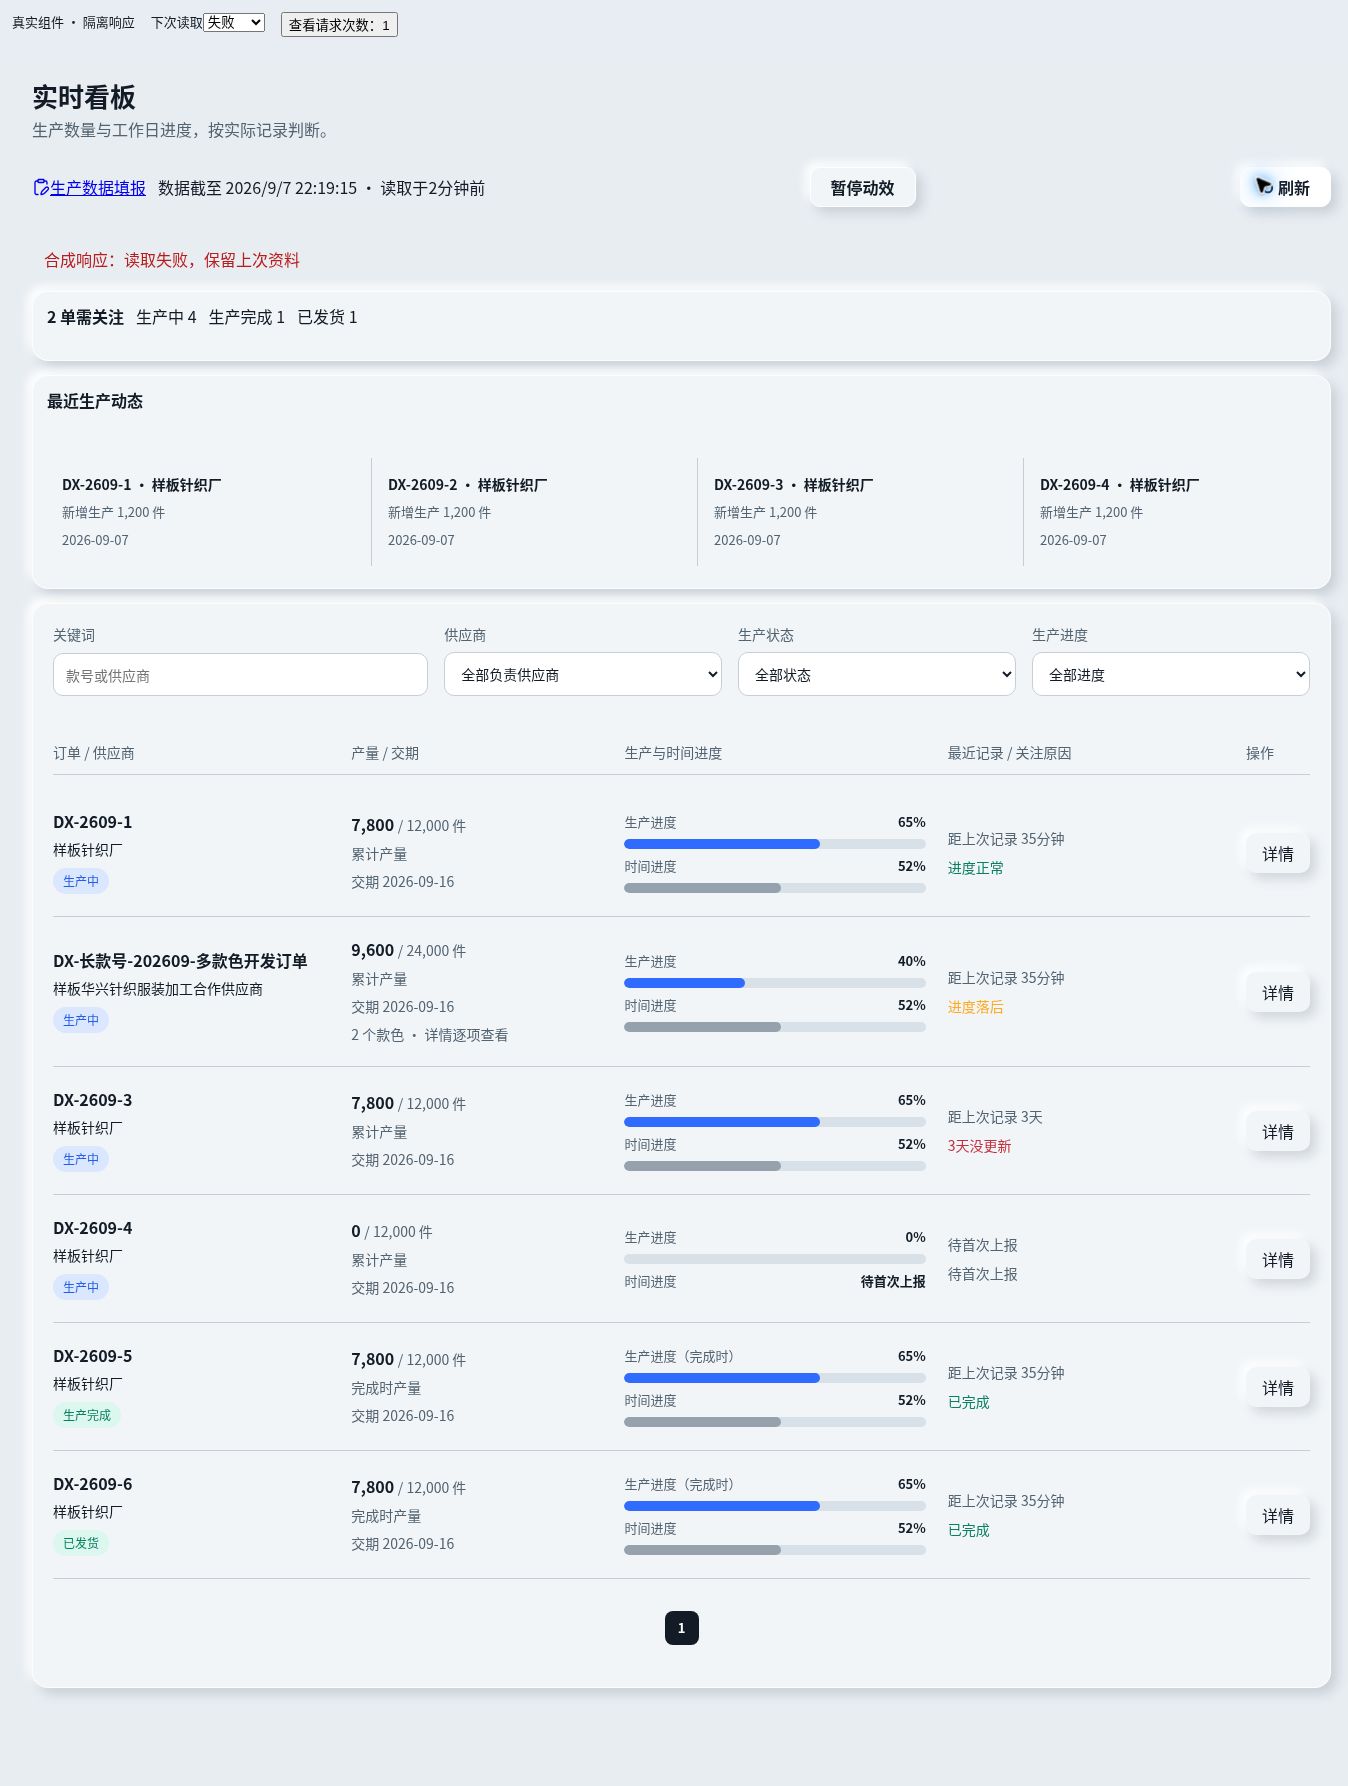 真实组件 · 隔离响应 下次读取 失败 查看请求次数：1
实时看板
生产数量与工作日进度，按实际记录判断。
生产数据填报 数据截至 2026/9/7 22:19:15 · 读取于2分钟前 暂停动效 刷新
合成响应：读取失败，保留上次资料
2 单需关注 生产中 4 生产完成 1 已发货 1
最近生产动态
DX-2609-1 · 样板针织厂
新增生产 1,200 件
2026-09-07
DX-2609-2 · 样板针织厂
新增生产 1,200 件
2026-09-07
DX-2609-3 · 样板针织厂
新增生产 1,200 件
2026-09-07
DX-2609-4 · 样板针织厂
新增生产 1,200 件
2026-09-07
关键词 供应商 生产状态 生产进度
款号或供应商 全部负责供应商 全部状态 全部进度
订单 / 供应商 产量 / 交期 生产与时间进度 最近记录 / 关注原因 操作
DX-2609-1
样板针织厂
生产中
7,800 / 12,000 件
累计产量
交期 2026-09-16
生产进度 65%
时间进度 52%
距上次记录 35分钟
进度正常
详情
DX-长款号-202609-多款色开发订单
样板华兴针织服装加工合作供应商
生产中
9,600 / 24,000 件
累计产量
交期 2026-09-16
2 个款色 · 详情逐项查看
生产进度 40%
时间进度 52%
距上次记录 35分钟
进度落后
详情
DX-2609-3
样板针织厂
生产中
7,800 / 12,000 件
累计产量
交期 2026-09-16
生产进度 65%
时间进度 52%
距上次记录 3天
3天没更新
详情
DX-2609-4
样板针织厂
生产中
0 / 12,000 件
累计产量
交期 2026-09-16
生产进度 0%
时间进度 待首次上报
待首次上报
待首次上报
详情
DX-2609-5
样板针织厂
生产完成
7,800 / 12,000 件
完成时产量
交期 2026-09-16
生产进度（完成时） 65%
时间进度 52%
距上次记录 35分钟
已完成
详情
DX-2609-6
样板针织厂
已发货
7,800 / 12,000 件
完成时产量
交期 2026-09-16
生产进度（完成时） 65%
时间进度 52%
距上次记录 35分钟
已完成
详情
1